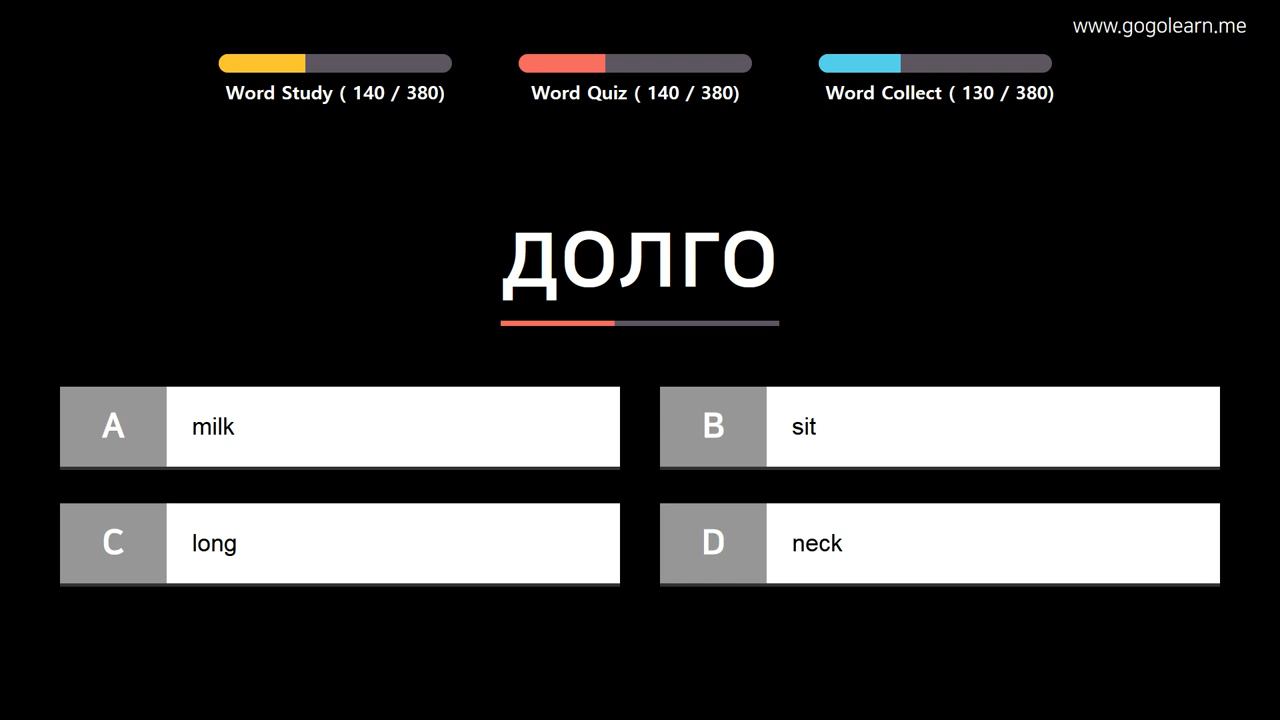 www.gogolearn.me
Word Study ( 140 / 380)
Word Quiz ( 140 / 380)
Word Collect ( 130 / 380)
долго
A milk
B sit
C long
D neck